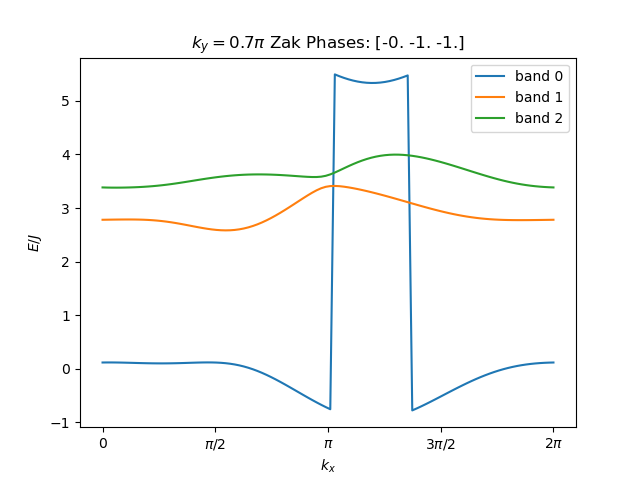 k_y = 0.7π Zak Phases: [-0. -1. -1.]
band 0
band 1
band 2
5
4
3
2
1
0
−1
E/J
0
π/2
π
3π/2
2π
k_x